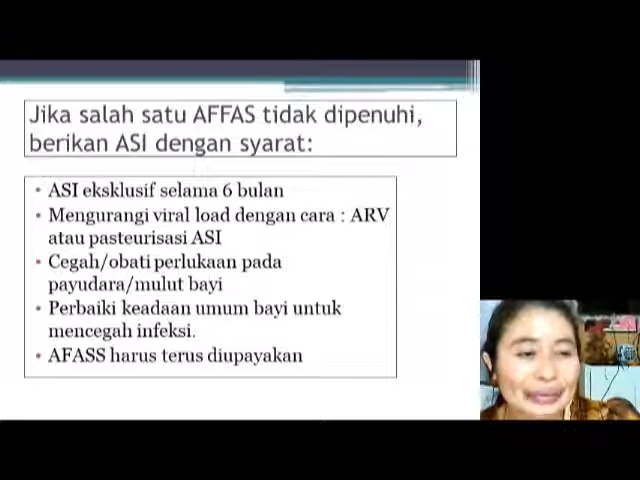 Jika salah satu AFFAS tidak dipenuhi,
berikan ASI dengan syarat:
• ASI eksklusif selama 6 bulan
• Mengurangi viral load dengan cara : ARV
atau pasteurisasi ASI
• Cegah/obati perlukaan pada
payudara/mulut bayi
• Perbaiki keadaan umum bayi untuk
mencegah infeksi.
• AFASS harus terus diupayakan